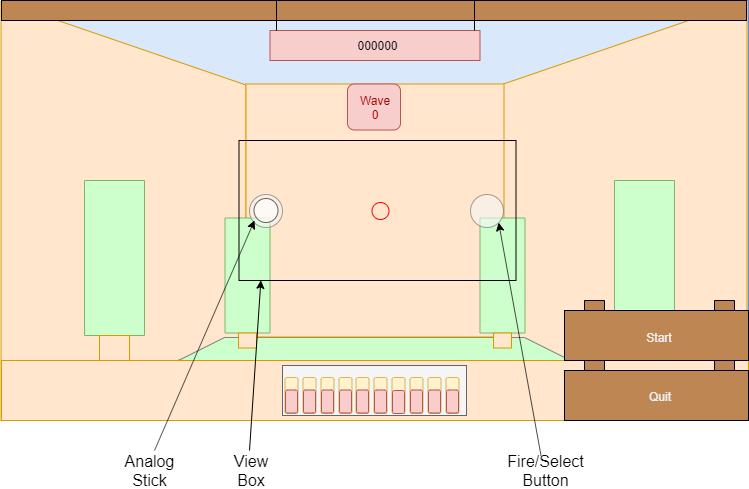 000000
Wave
0
Start
Quit
Analog
Stick
View
Box
Fire/Select
Button